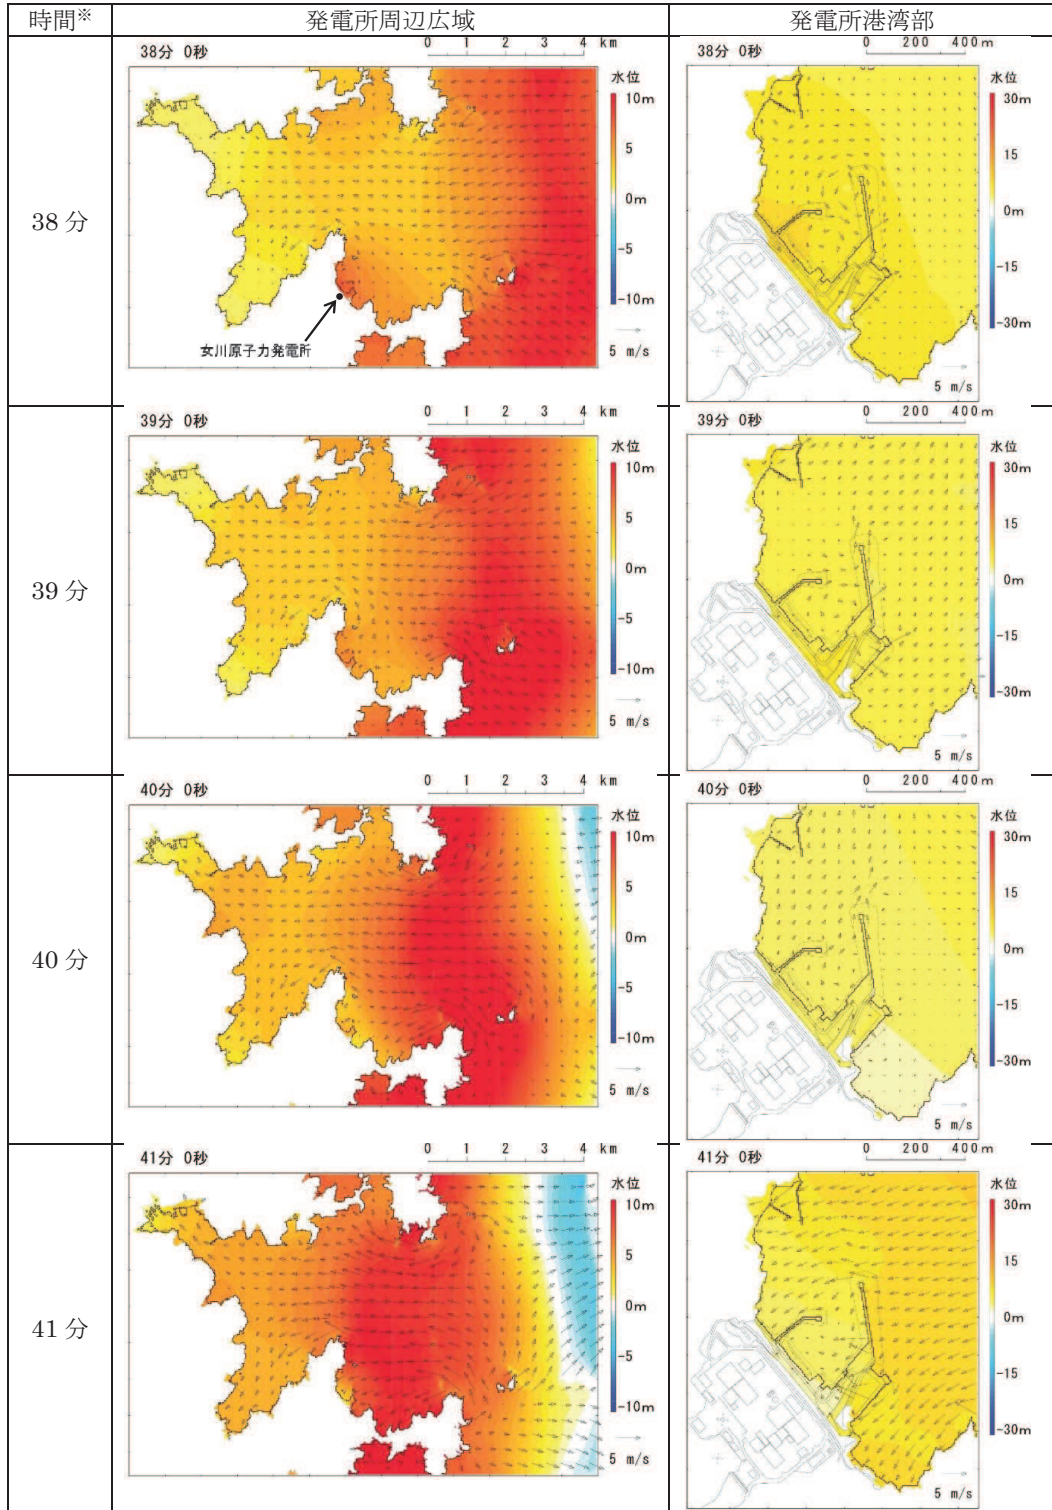 時間※ 発電所周辺広域 発電所港湾部
38分
38分 0秒 0 1 2 3 4 km
水位
10m
5
0m
-5
-10m
5 m/s
女川原子力発電所
38分 0秒 0 200 400m
水位
30m
15
0m
-15
-30m
5 m/s
39分
39分 0秒 0 1 2 3 4 km
水位
10m
5
0m
-5
-10m
5 m/s
39分 0秒 0 200 400m
水位
30m
15
0m
-15
-30m
5 m/s
40分
40分 0秒 0 1 2 3 4 km
水位
10m
5
0m
-5
-10m
5 m/s
40分 0秒 0 200 400m
水位
30m
15
0m
-15
-30m
5 m/s
41分
41分 0秒 0 1 2 3 4 km
水位
10m
5
0m
-5
-10m
5 m/s
41分 0秒 0 200 400m
水位
30m
15
0m
-15
-30m
5 m/s